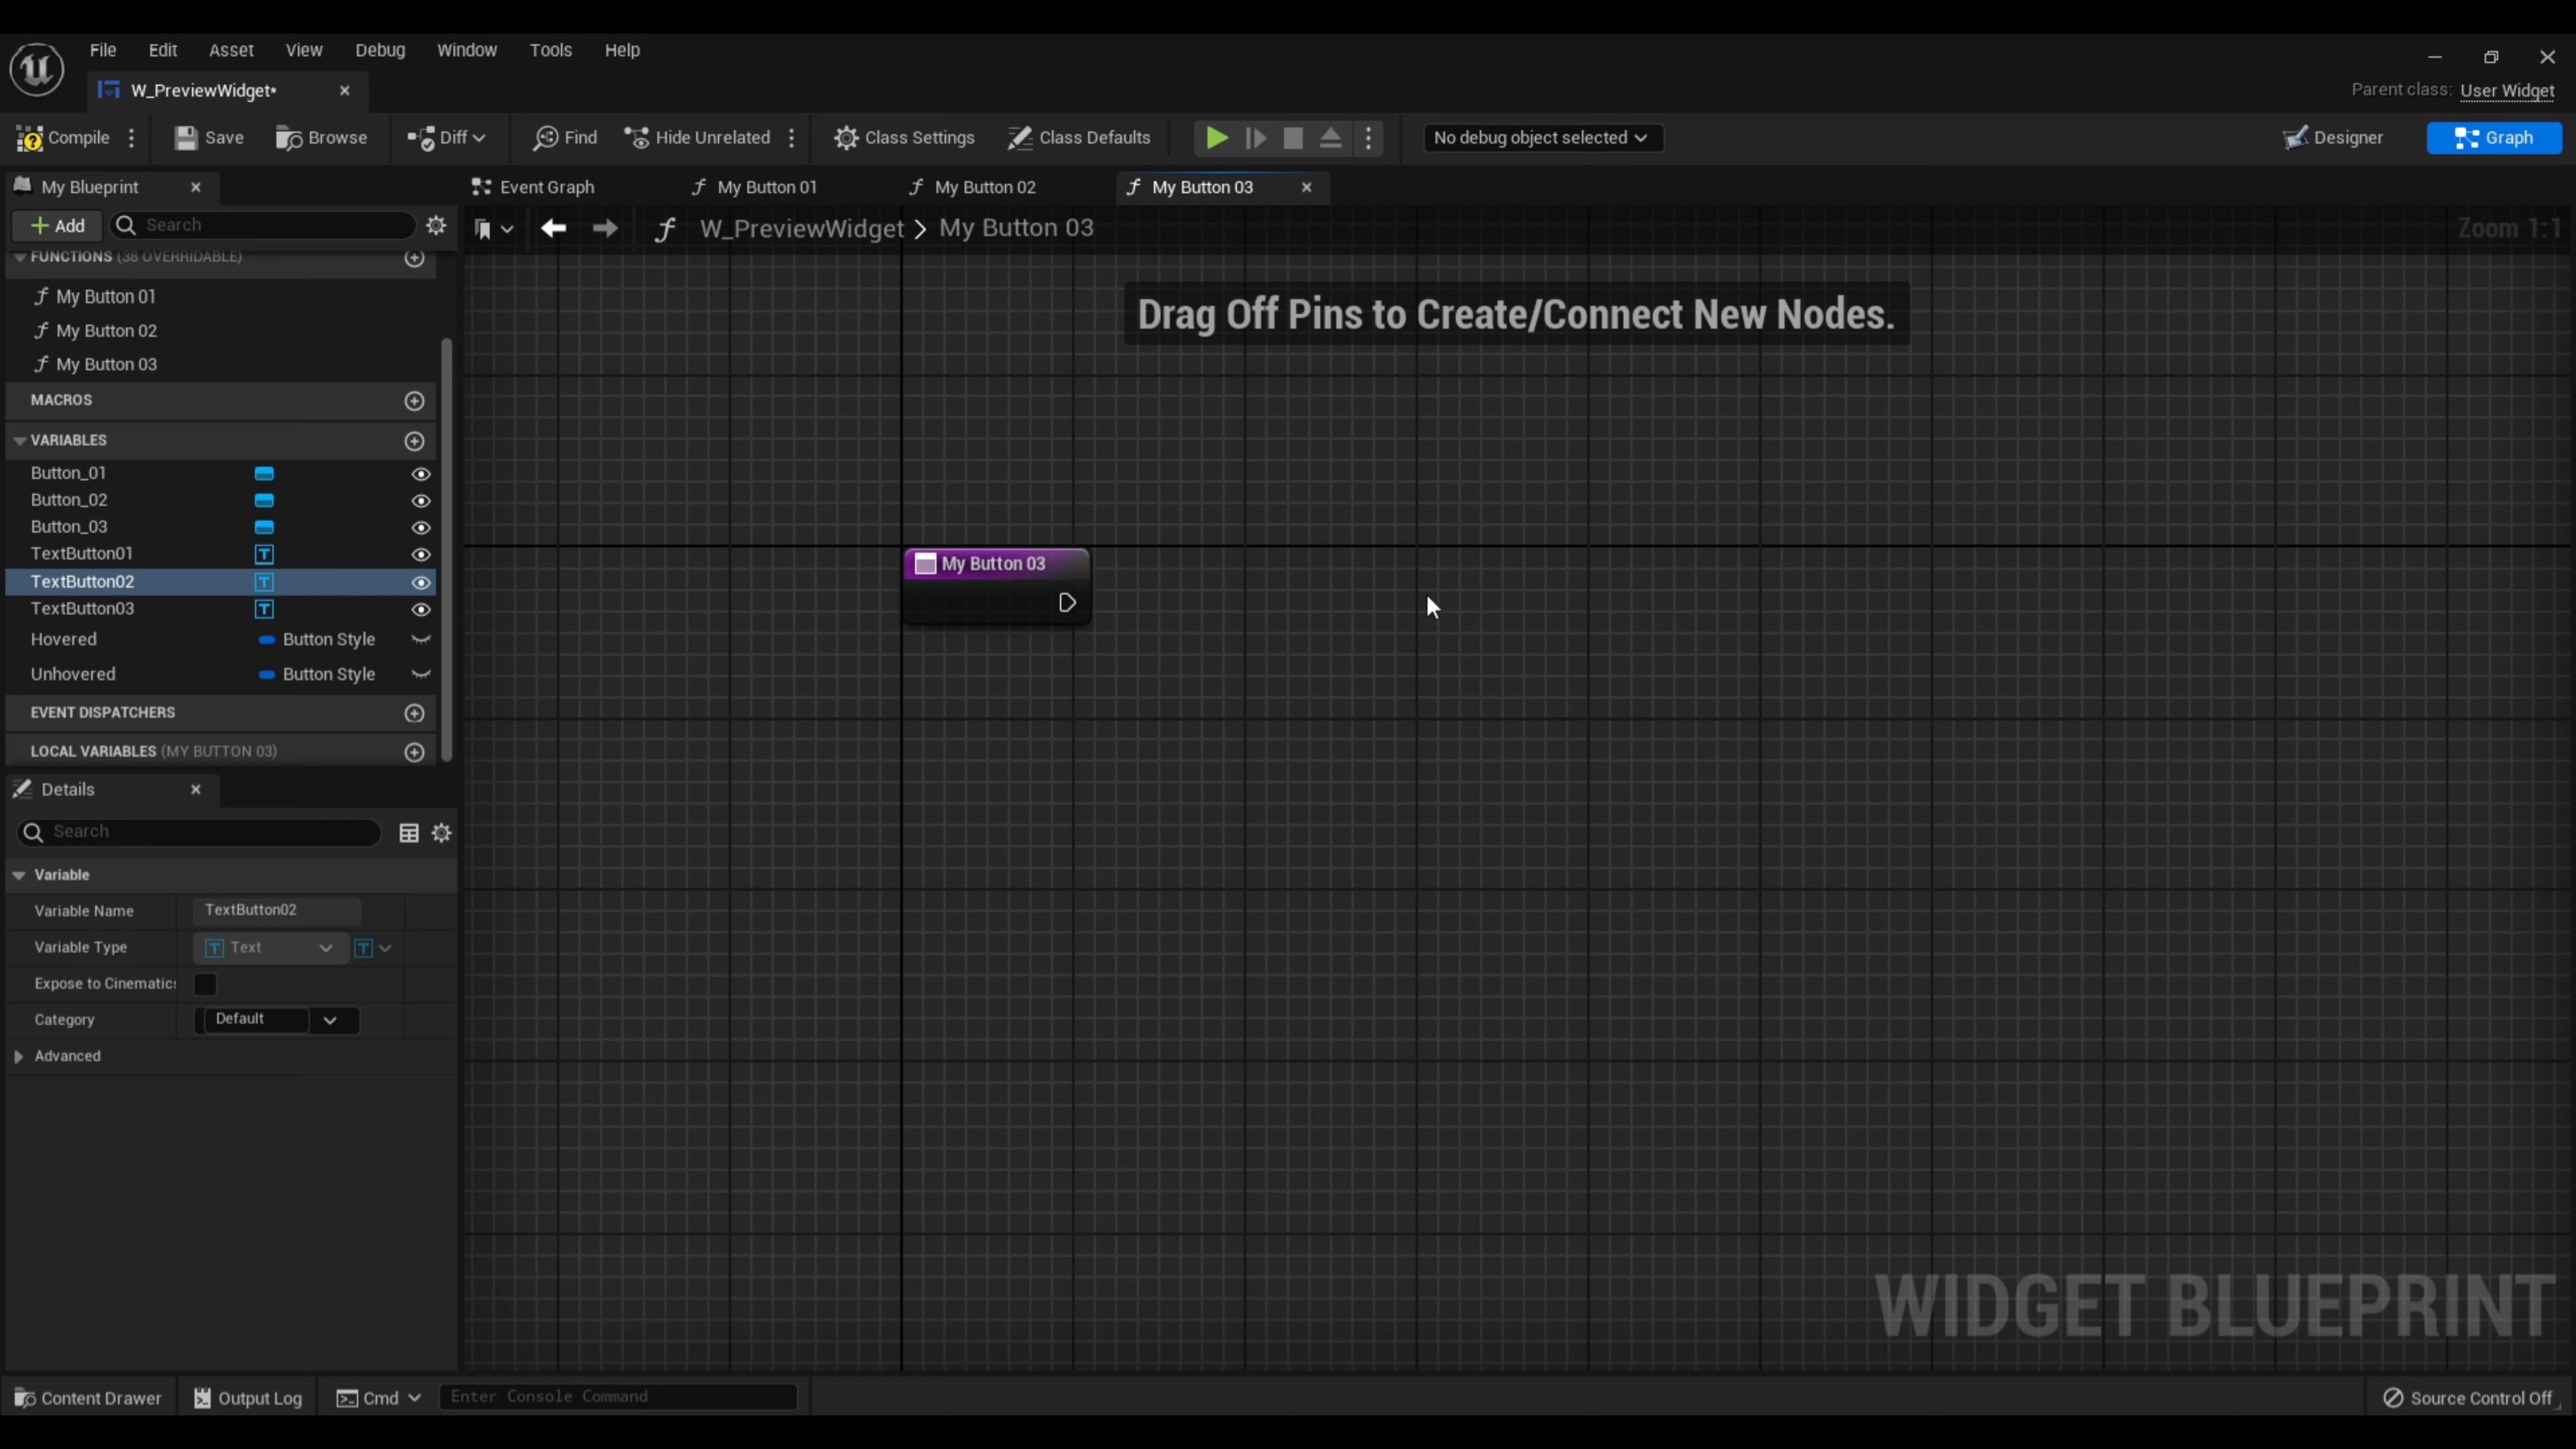 File Edit Asset View Debug Window Tools Help
W_PreviewWidget*
Parent class: User Widget
Compile Save Browse Diff Find Hide Unrelated Class Settings Class Defaults No debug object selected Designer Graph
My Blueprint
Event Graph My Button 01 My Button 02 My Button 03
Add Search
W_PreviewWidget > My Button 03
Zoom 1:1
FUNCTIONS (38 OVERRIDABLE)
My Button 01
My Button 02
My Button 03
MACROS
VARIABLES
Button_01
Button_02
Button_03
TextButton01
TextButton02
TextButton03
Hovered Button Style
Unhovered Button Style
EVENT DISPATCHERS
LOCAL VARIABLES (MY BUTTON 03)
Drag Off Pins to Create/Connect New Nodes.
My Button 03
Details
Search
Variable
Variable Name TextButton02
Variable Type Text
Expose to Cinematics
Category Default
Advanced
WIDGET BLUEPRINT
Content Drawer Output Log Cmd Enter Console Command Source Control Off